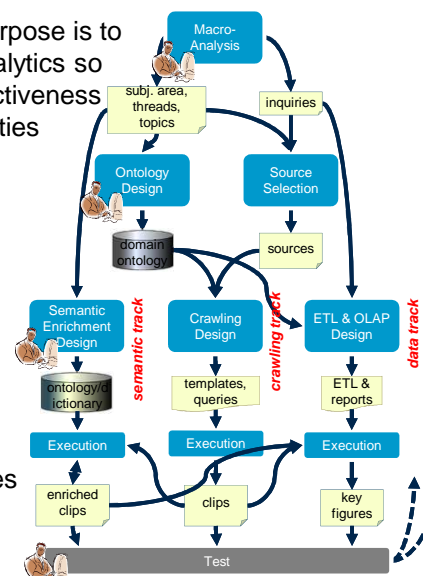 rpose is to
alytics so
ctiveness
ties
Macro-
Analysis
subj. area,
threads,
topics
inquiries
Ontology
Design
Source
Selection
domain
ontology
sources
Semantic
Enrichment
Design
semantic track
Crawling
Design
crawling track
ETL & OLAP
Design
data track
ontology/d
ictionary
templates,
queries
ETL &
reports
Execution
Execution
Execution
es
enriched
clips
clips
key
figures
Test